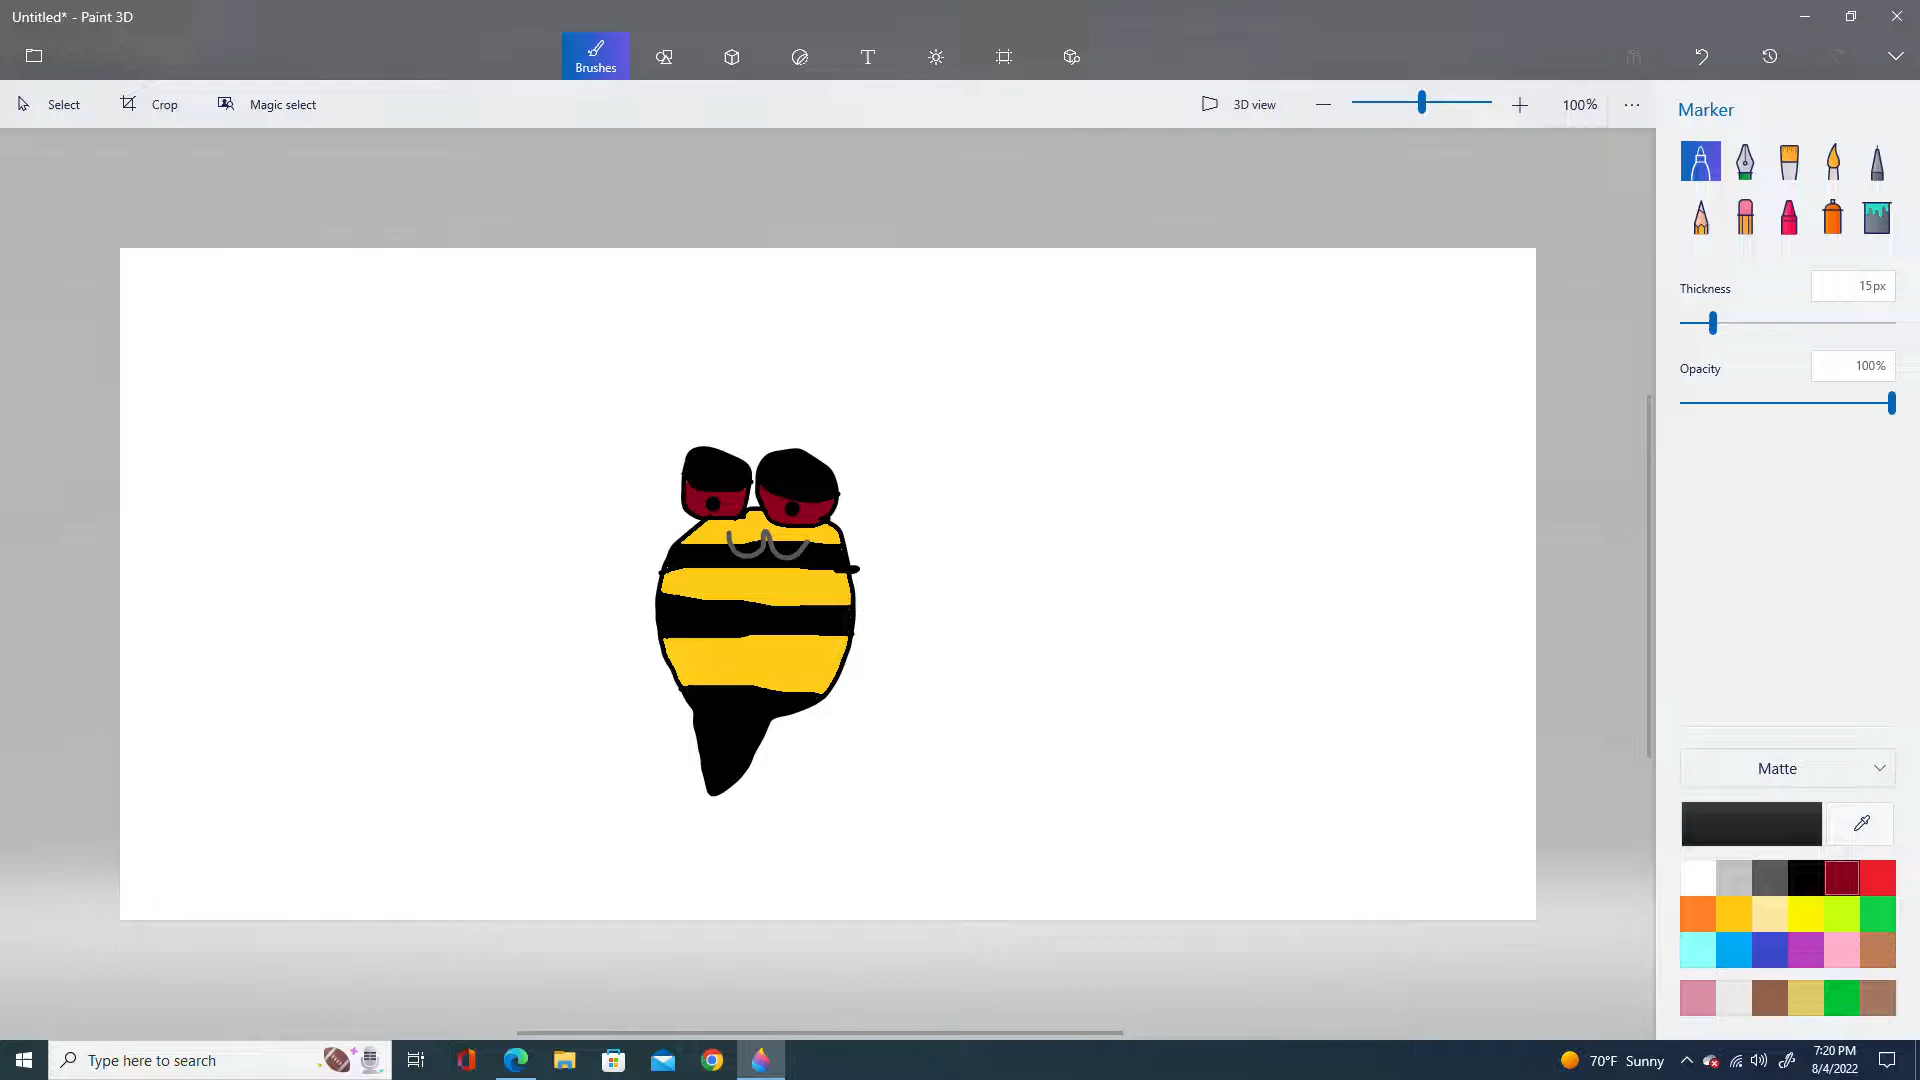 Untitled* - Paint 3D
Brushes
Select Crop Magic select 3D view 100%
Marker
Thickness 15px
Opacity 100%
Matte
Type here to search
70°F Sunny
7:20 PM
8/4/2022